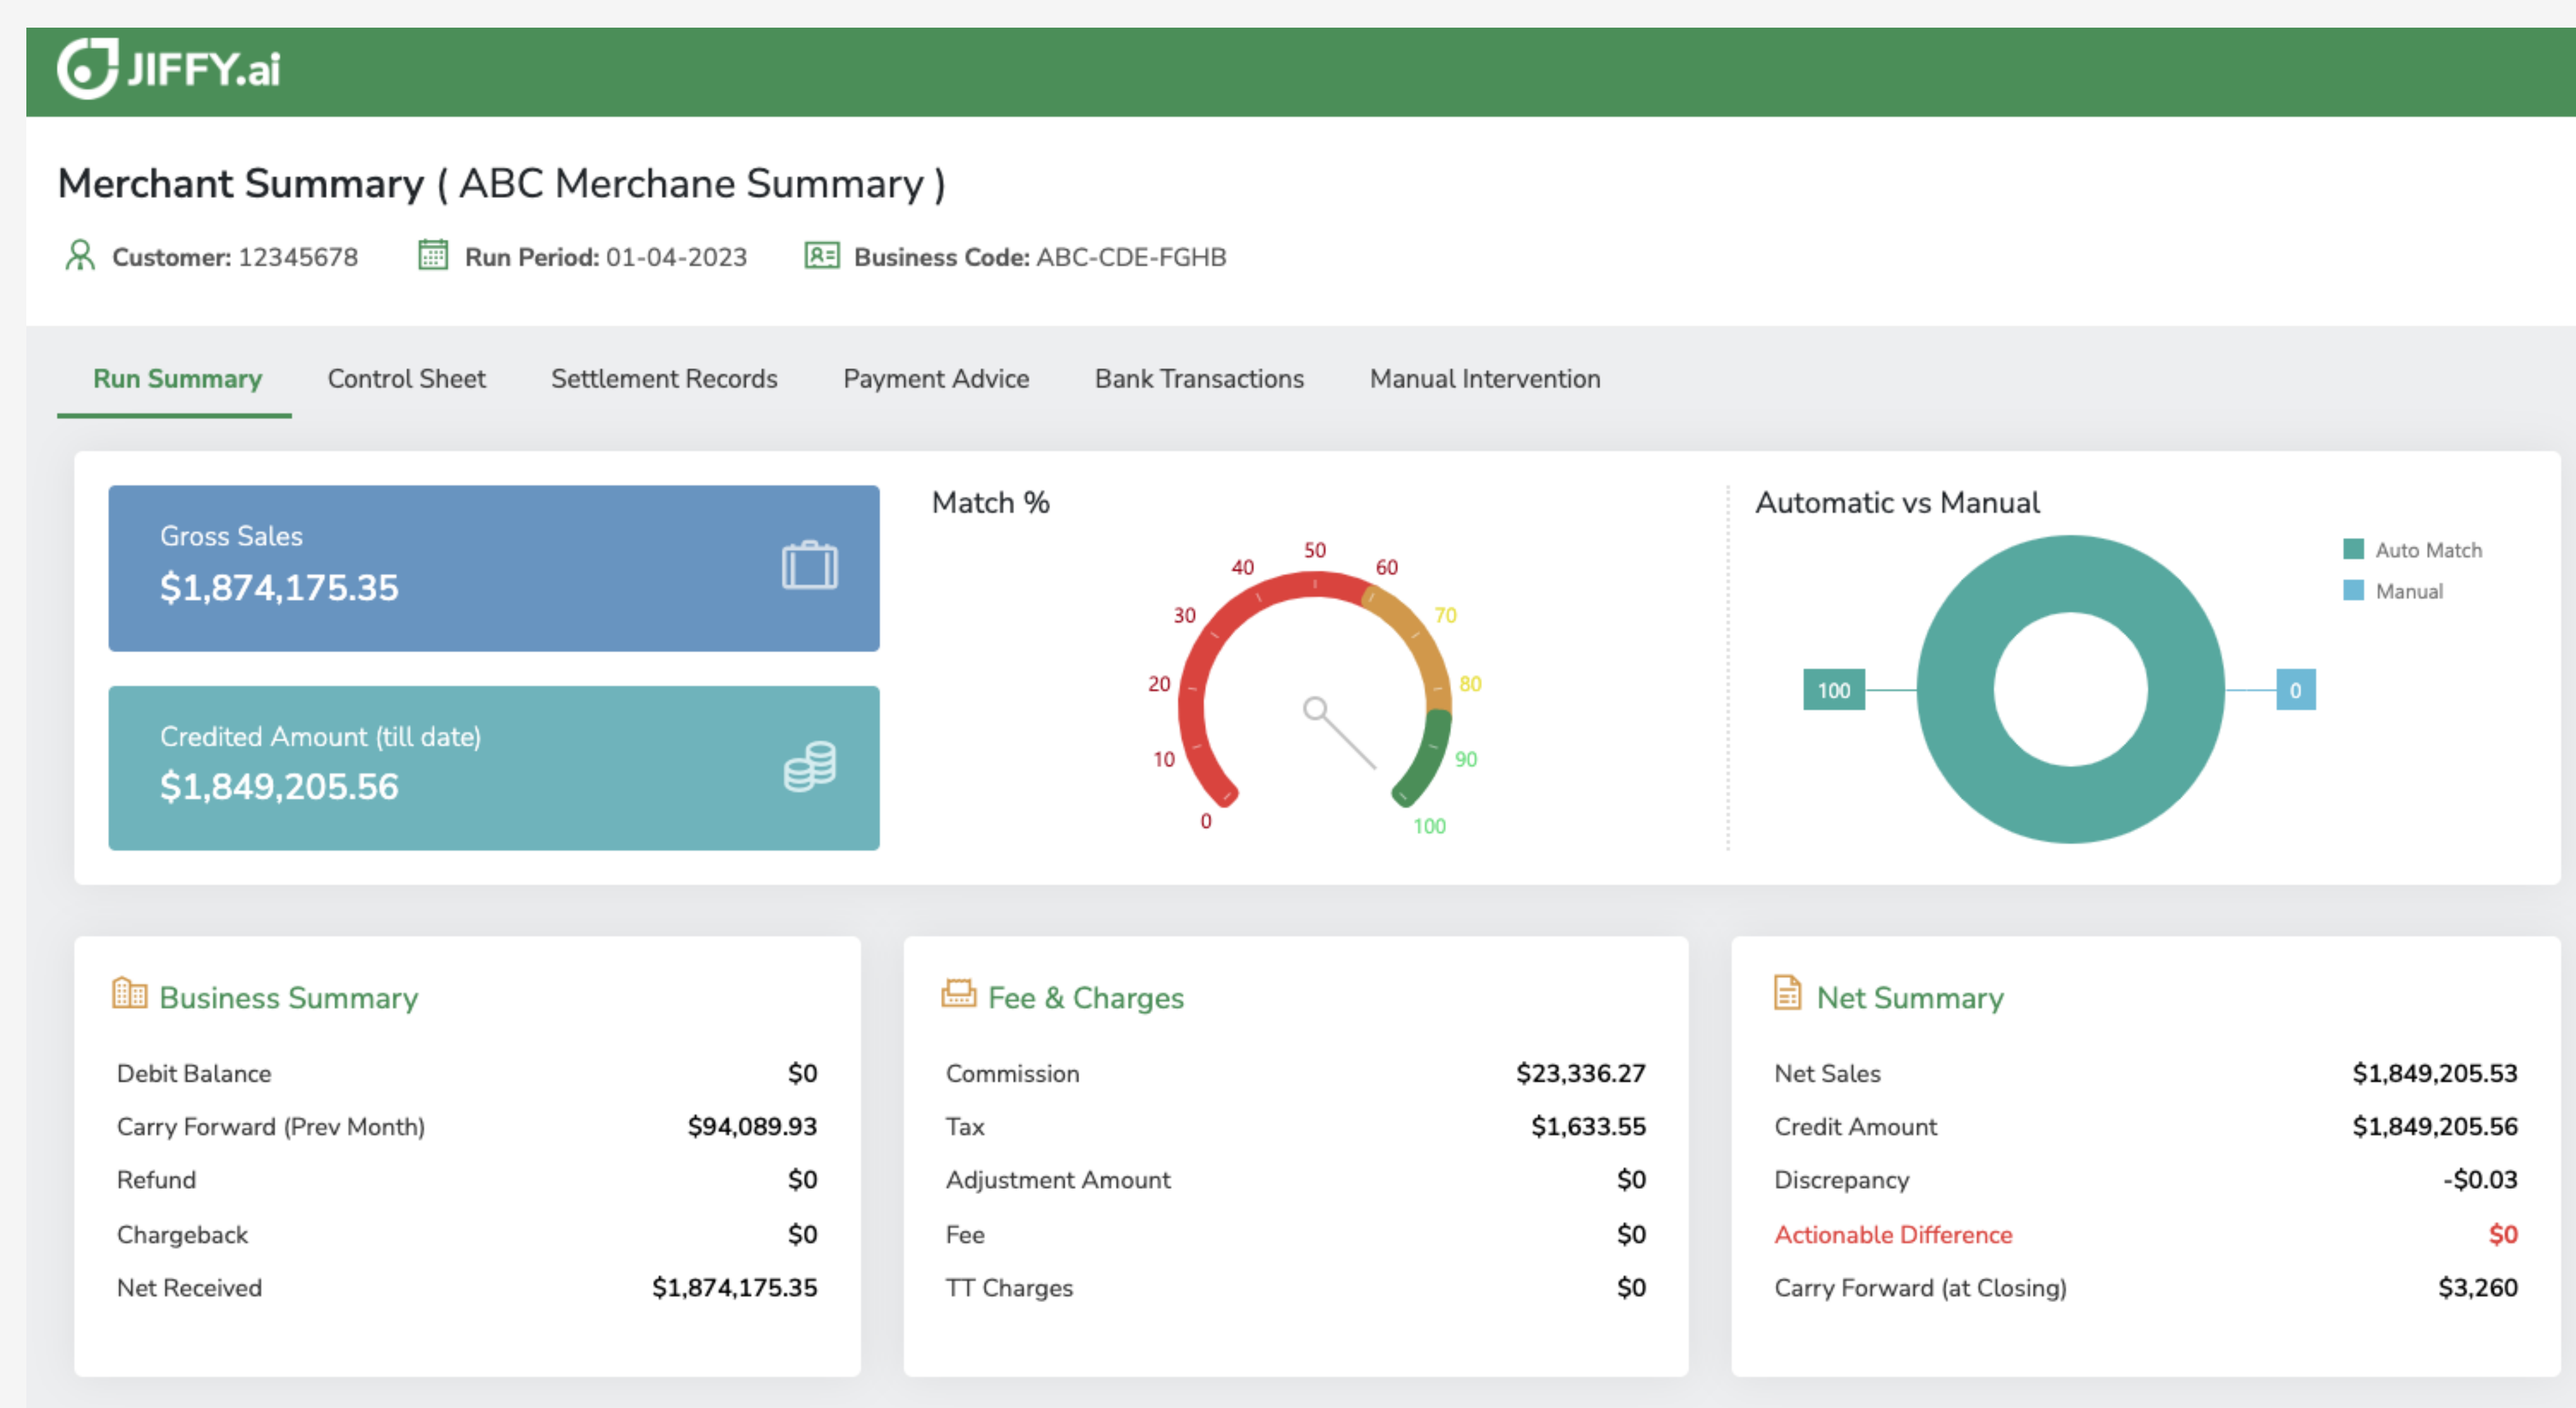 JIFFY.ai
Merchant Summary ( ABC Merchane Summary )
Customer: 12345678 Run Period: 01-04-2023 Business Code: ABC-CDE-FGHB
Run Summary Control Sheet Settlement Records Payment Advice Bank Transactions Manual Intervention
Gross Sales
$1,874,175.35
Credited Amount (till date)
$1,849,205.56
Match %
0
10
20
30
40
50
60
70
80
90
100
Automatic vs Manual
Auto Match
Manual
100
0
Business Summary
Debit Balance $0
Carry Forward (Prev Month) $94,089.93
Refund $0
Chargeback $0
Net Received $1,874,175.35
Fee & Charges
Commission $23,336.27
Tax $1,633.55
Adjustment Amount $0
Fee $0
TT Charges $0
Net Summary
Net Sales $1,849,205.53
Credit Amount $1,849,205.56
Discrepancy -$0.03
Actionable Difference $0
Carry Forward (at Closing) $3,260